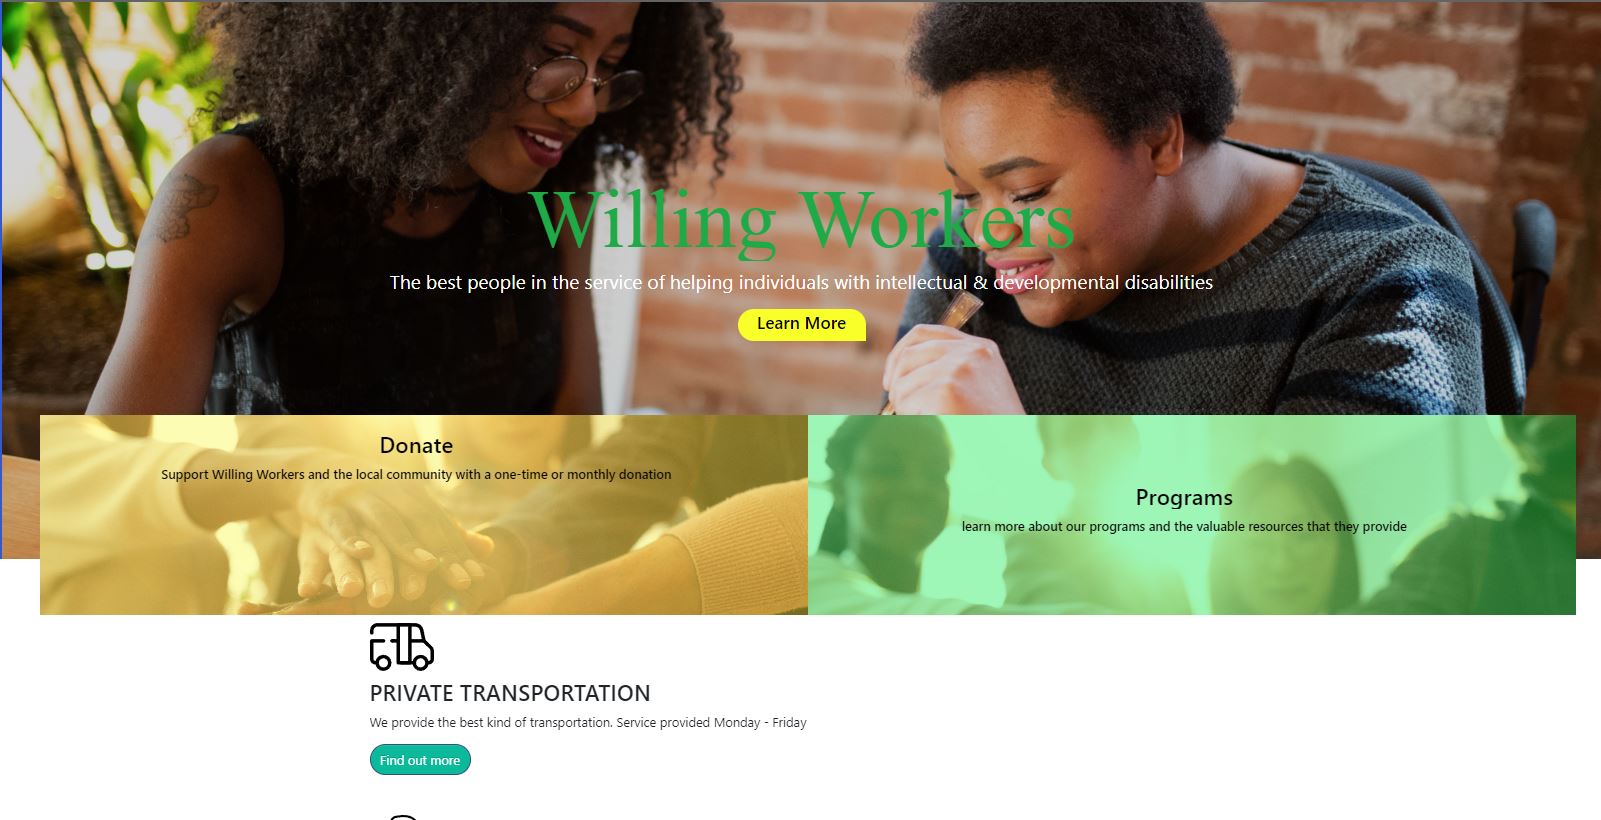 Willing Workers
The best people in the service of helping individuals with intellectual & developmental disabilities
Learn More
Donate
Support Willing Workers and the local community with a one-time or monthly donation
Programs
learn more about our programs and the valuable resources that they provide
PRIVATE TRANSPORTATION
We provide the best kind of transportation. Service provided Monday - Friday
Find out more